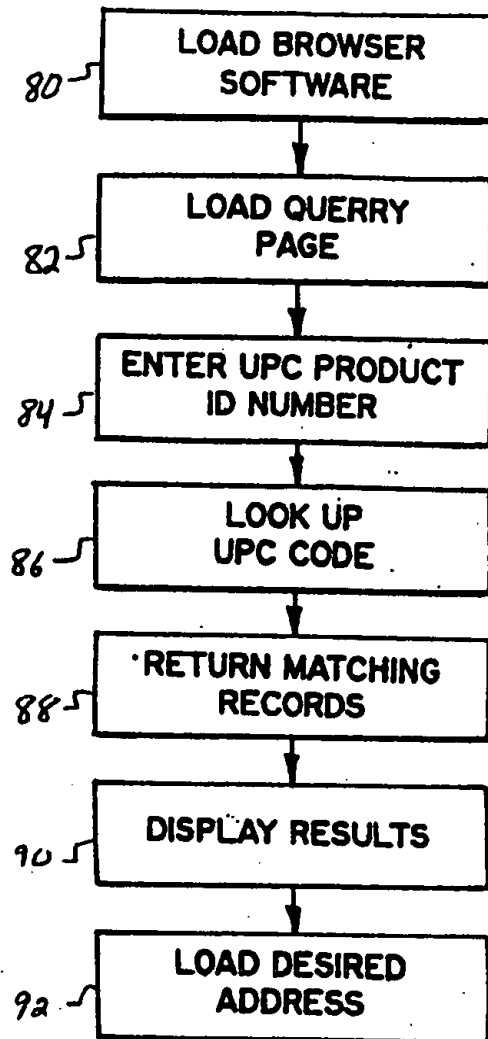 80
LOAD BROWSER
SOFTWARE
82
LOAD QUERRY
PAGE
84
ENTER UPC PRODUCT
ID NUMBER
86
LOOK UP
UPC CODE
88
RETURN MATCHING
RECORDS
90
DISPLAY RESULTS
92
LOAD DESIRED
ADDRESS